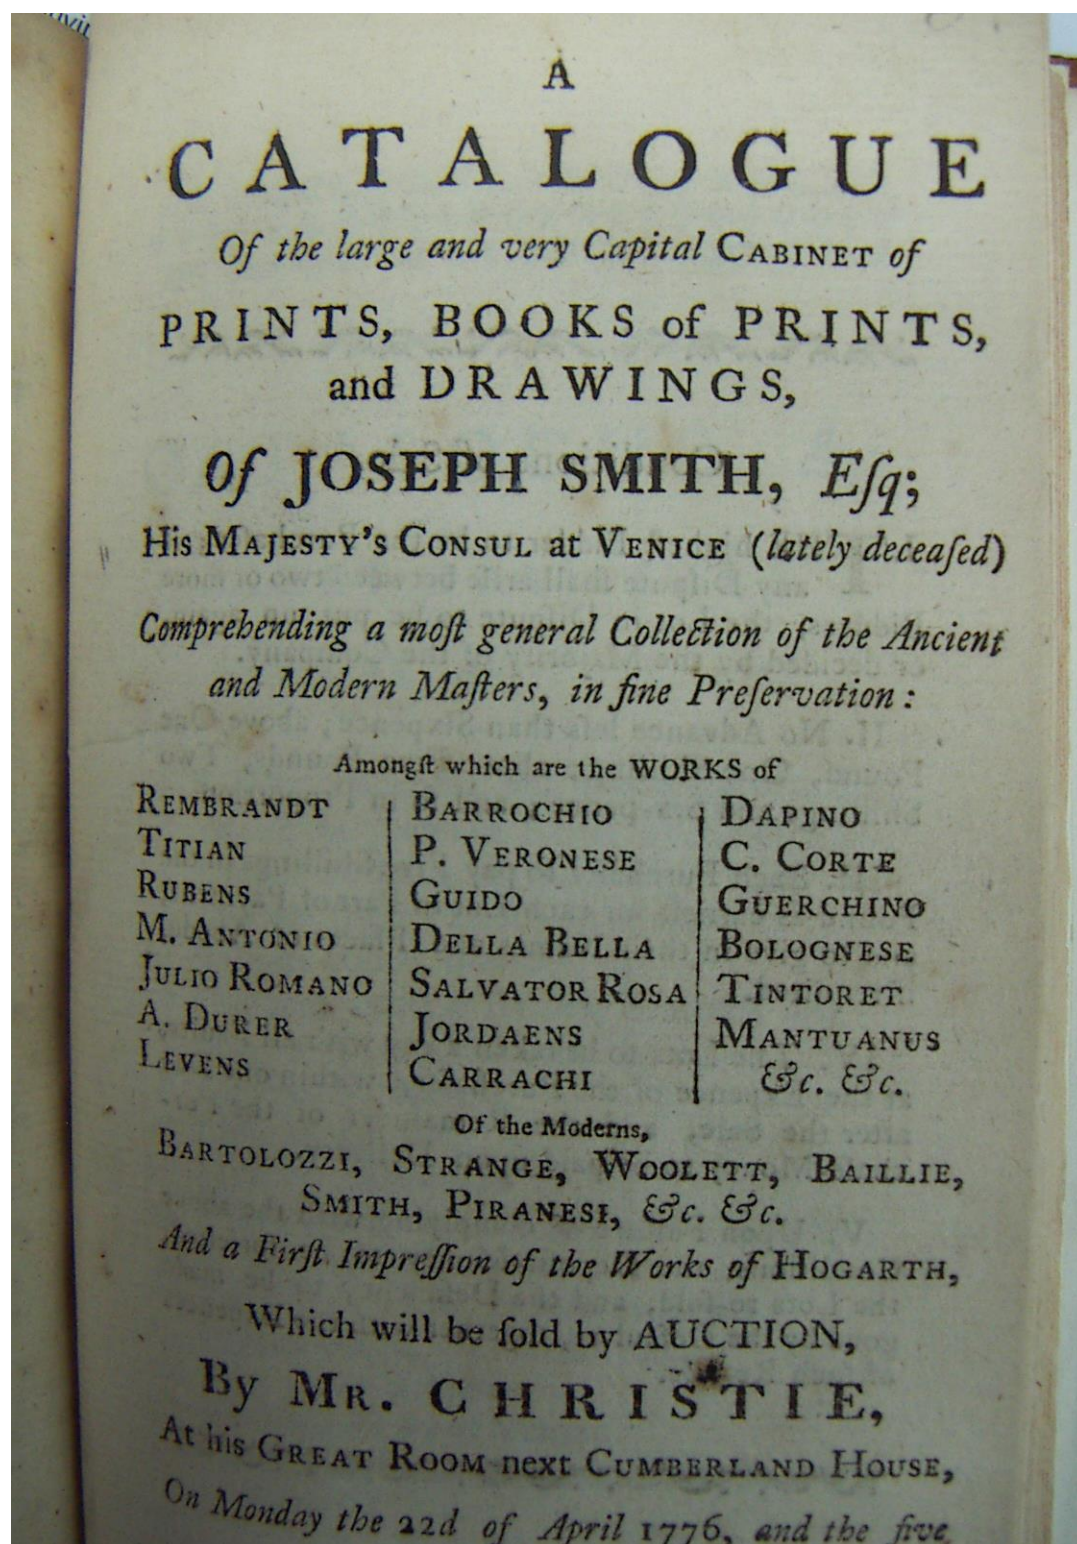 A
CATALOGUE
Of the large and very Capital CABINET of
PRINTS, BOOKS of PRINTS,
and DRAWINGS,
Of JOSEPH SMITH, Eſq;
His MAJESTY's CONSUL at VENICE (lately deceaſed)
Comprehending a moſt general Collection of the Ancient
and Modern Maſters, in fine Preſervation:
Amongſt which are the WORKS of
REMBRANDT
TITIAN
RUBENS
M. ANTONIO
JULIO ROMANO
A. DURER
LEVENS
BARROCHIO
P. VERONESE
GUIDO
DELLA BELLA
SALVATOR ROSA
JORDAENS
CARRACHI
DAPINO
C. CORTE
GUERCHINO
BOLOGNESE
TINTORET
MANTUANUS
&c. &c.
Of the Moderns,
BARTOLOZZI, STRANGE, WOOLETT, BAILLIE,
SMITH, PIRANESI, &c. &c.
And a Firſt Impreſſion of the Works of HOGARTH,
Which will be ſold by AUCTION,
By MR. CHRISTIE,
At his GREAT ROOM next CUMBERLAND HOUSE,
On Monday the 22d of April 1776, and the five